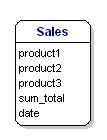 Sales
product1
product2
product3
sum_total
date